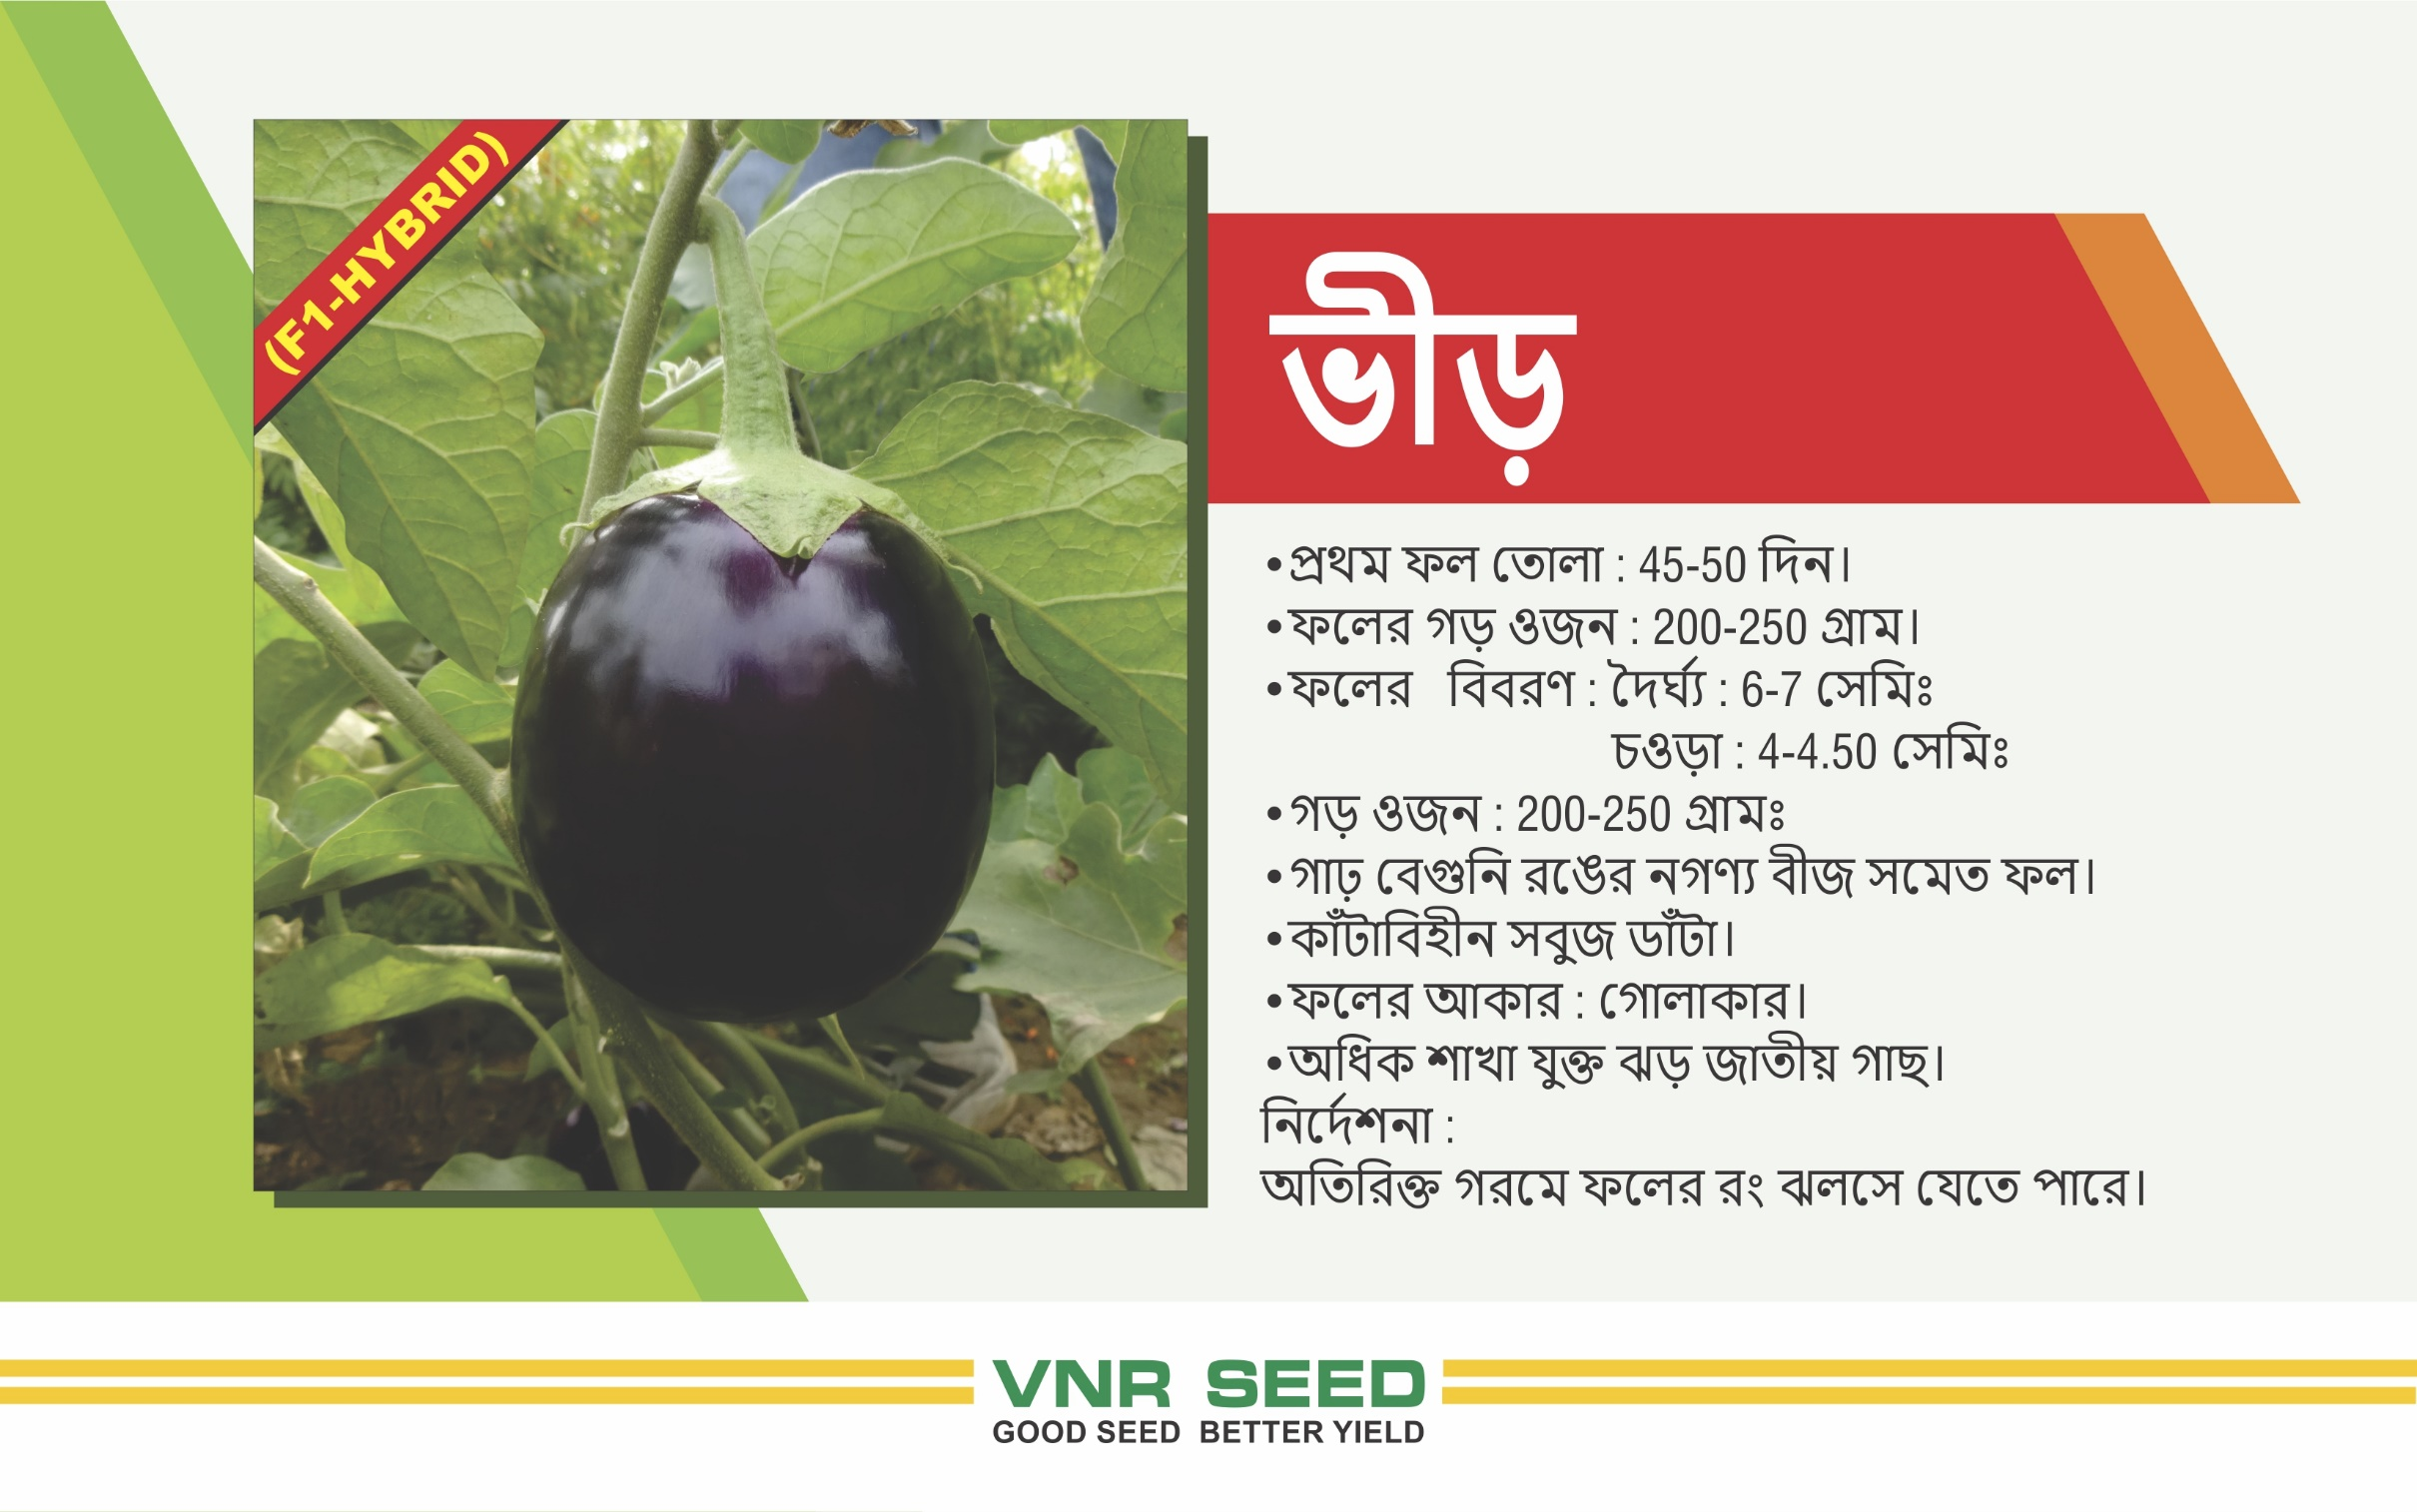 (F1-HYBRID)
ভীড়
•প্রথম ফল তোলা : 45-50 দিন।
•ফলের গড় ওজন : 200-250 গ্রাম।
•ফলের বিবরণ : দৈর্ঘ্য : 6-7 সেমিঃ
চওড়া : 4-4.50 সেমিঃ
•গড় ওজন : 200-250 গ্রামঃ
•গাঢ় বেগুনি রঙের নগণ্য বীজ সমেত ফল।
•কাঁটাবিহীন সবুজ ডাঁটা।
•ফলের আকার : গোলাকার।
•অধিক শাখা যুক্ত ঝড় জাতীয় গাছ।
নির্দেশনা :
অতিরিক্ত গরমে ফলের রং ঝলসে যেতে পারে।
VNR SEED
GOOD SEED BETTER YIELD